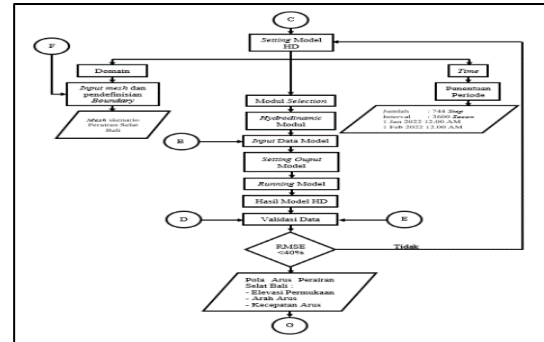 C
F
Setting Model
HD
Domain
Time
Input mesh dan
pendefinisian
Boundary
Penentuan
Periode
Modul Selection
Mesh skenario
Perairan Selat
Bali
Hydrodinamic
Modul
Jumlah : 744 Step
Interval : 3600 Second
1 Jan 2022 12.00 AM
1 Feb 2022 12.00 AM
B
Input Data Model
Setting Ouput
Model
Running Model
Hasil Model HD
D
Validasi Data
E
RMSE
<40%
Tidak
Pola Arus Perairan
Selat Bali :
- Elevasi Permukaan
- Arah Arus
- Kecepatan Arus
G